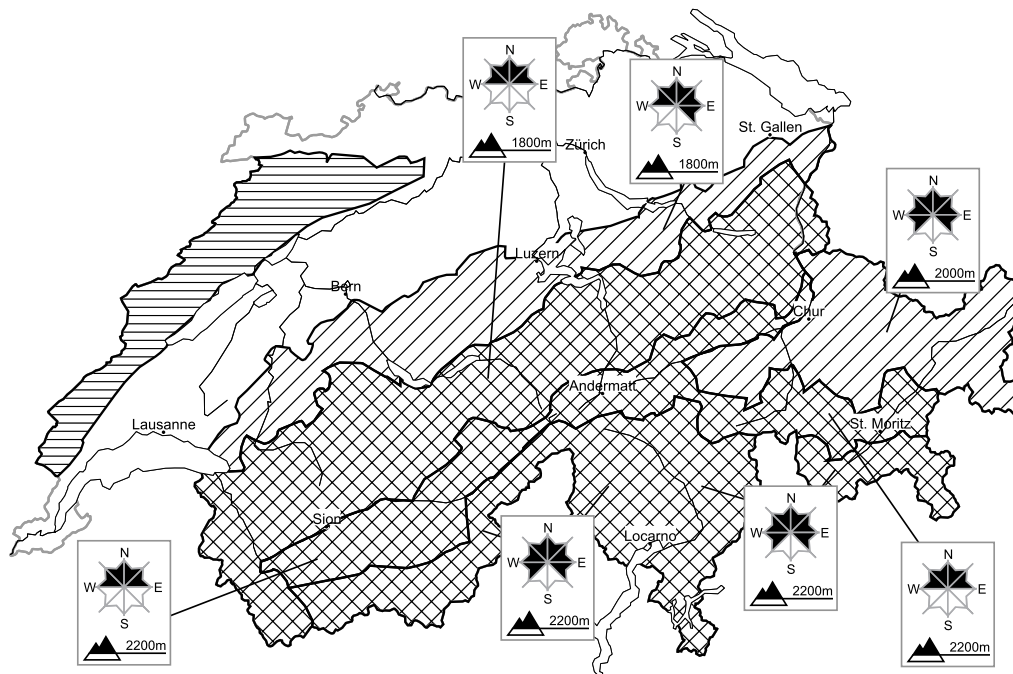 N
W E
S
1800m
N
W E
S
1800m
St. Gallen
Zürich
N
W E
S
2000m
Luzern
Bern
Chur
Andermatt
Lausanne
St. Moritz
Sion
Locarno
N
W E
S
2200m
N
W E
S
2200m
N
W E
S
2200m
N
W E
S
2200m